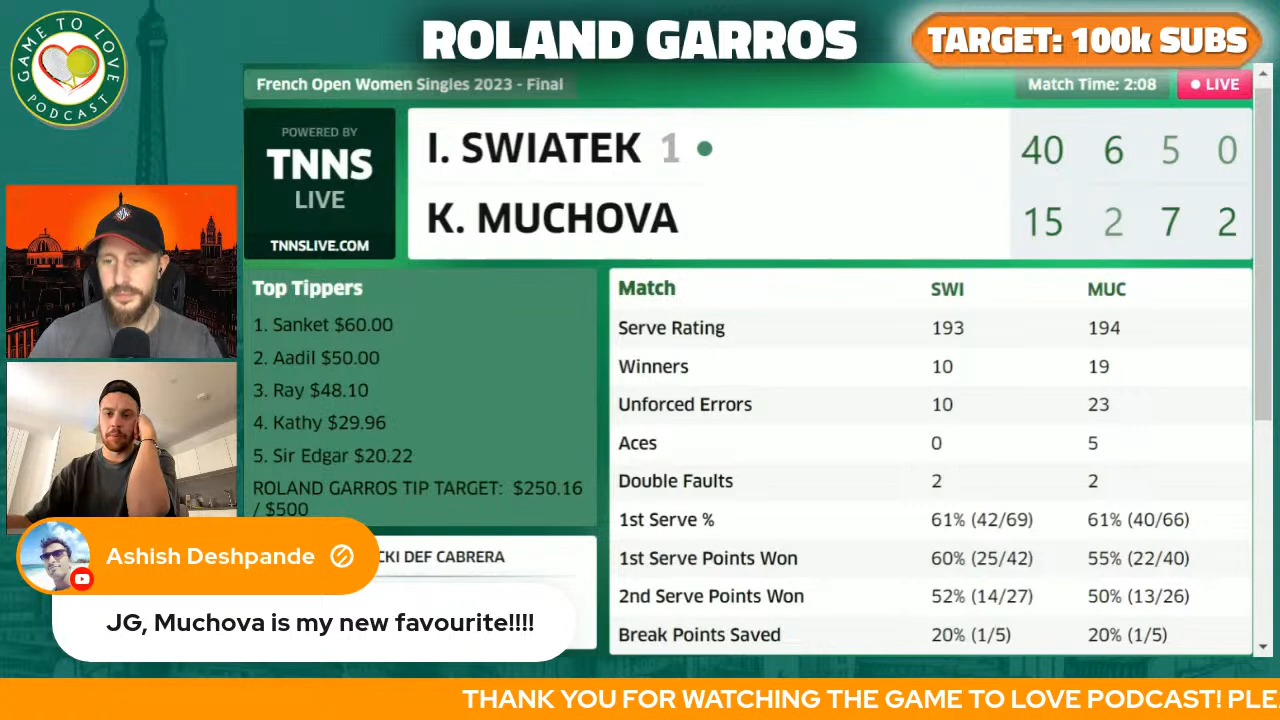 GAME TO LOVE
PODCAST
ROLAND GARROS
TARGET: 100k SUBS
French Open Women Singles 2023 - Final
Match Time: 2:08
LIVE
POWERED BY
TNNS
LIVE
TNNSLIVE.COM
I. SWIATEK 1 40 6 5 0
K. MUCHOVA 15 2 7 2
Top Tippers
1. Sanket $60.00
2. Aadil $50.00
3. Ray $48.10
4. Kathy $29.96
5. Sir Edgar $20.22
ROLAND GARROS TIP TARGET: $250.16
/ $500
CKI DEF CABRERA
Match SWI MUC
Serve Rating 193 194
Winners 10 19
Unforced Errors 10 23
Aces 0 5
Double Faults 2 2
1st Serve % 61% (42/69) 61% (40/66)
1st Serve Points Won 60% (25/42) 55% (22/40)
2nd Serve Points Won 52% (14/27) 50% (13/26)
Break Points Saved 20% (1/5) 20% (1/5)
Ashish Deshpande
JG, Muchova is my new favourite!!!!
THANK YOU FOR WATCHING THE GAME TO LOVE PODCAST! PLE